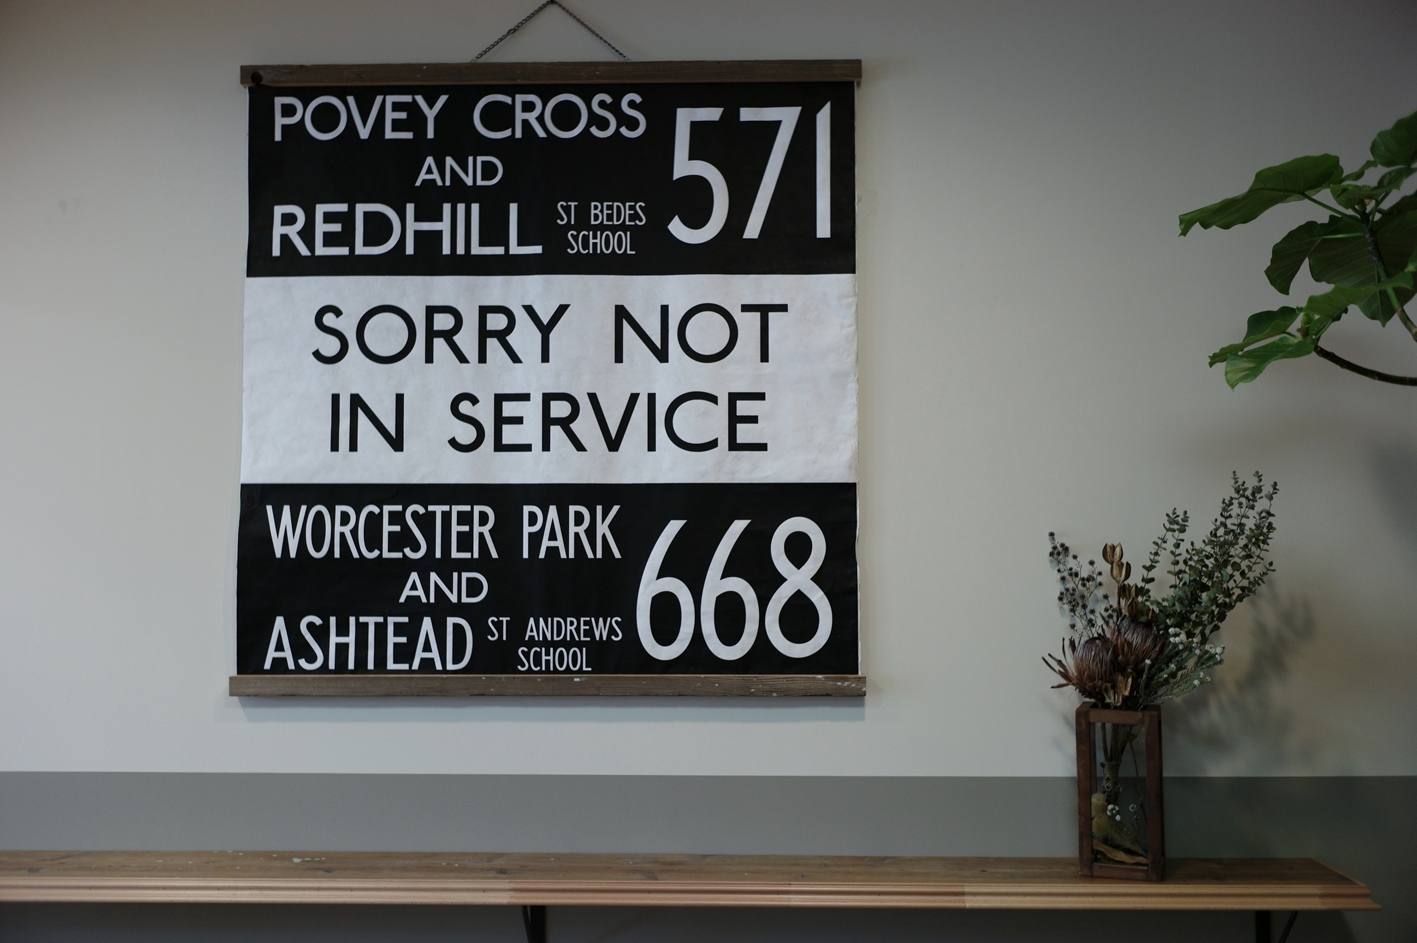 POVEY CROSS
AND
REDHILL
ST BEDES
SCHOOL
571
SORRY NOT
IN SERVICE
WORCESTER PARK
AND
ASHTEAD
ST ANDREWS
SCHOOL
668